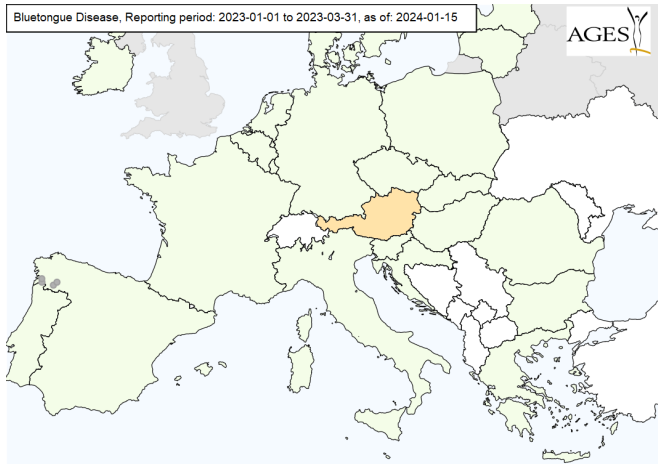 Bluetongue Disease, Reporting period: 2023-01-01 to 2023-03-31, as of: 2024-01-15
AGES